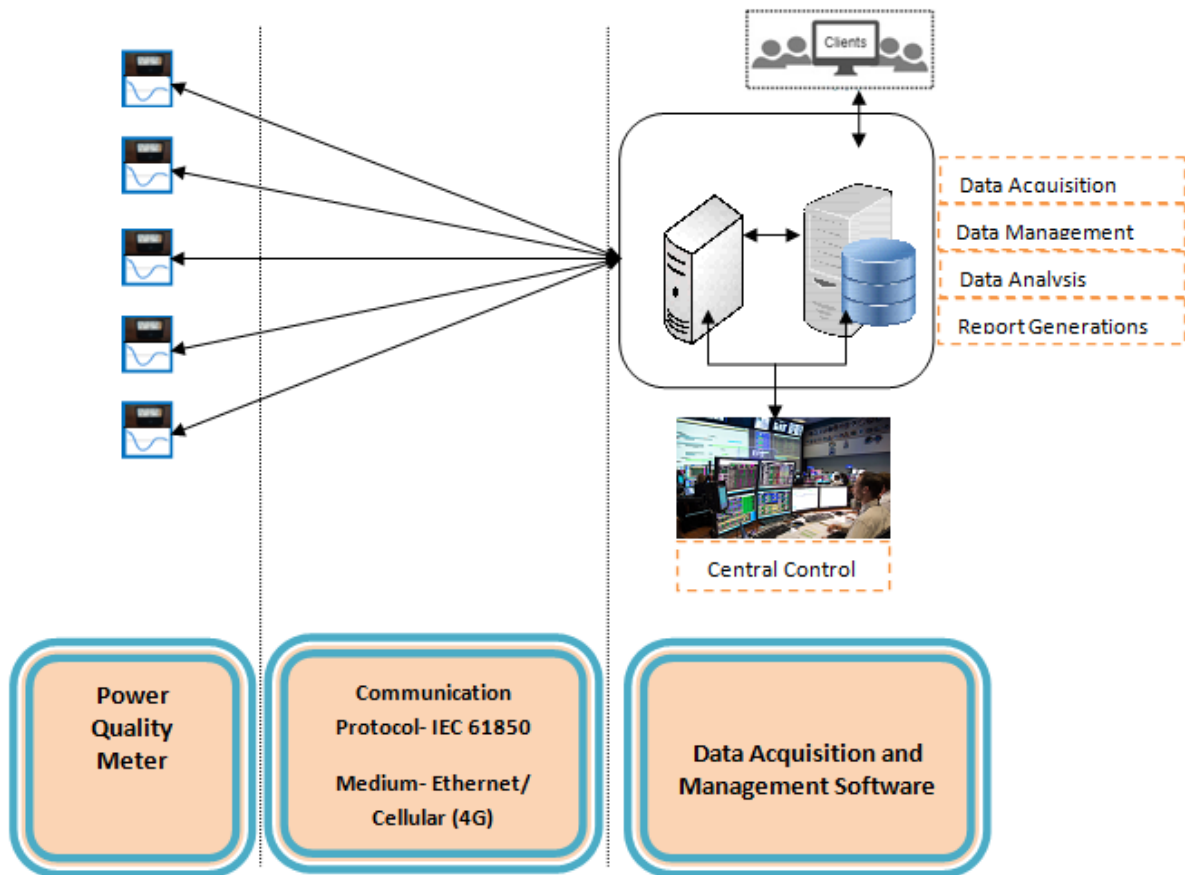 Clients
Data Acquisition
Data Management
Data Analysis
Report Generations
Central Control
Power
Quality
Meter
Communication
Protocol- IEC 61850
Medium- Ethernet/
Cellular (4G)
Data Acquisition and
Management Software